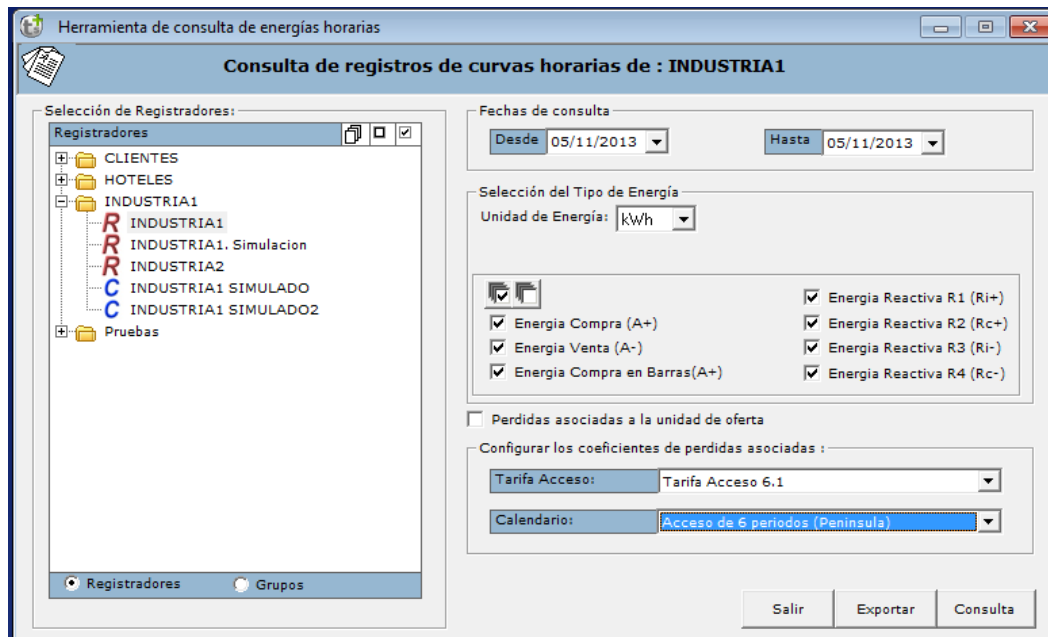 Herramienta de consulta de energías horarias
Consulta de registros de curvas horarias de : INDUSTRIA1
Selección de Registradores:
Registradores
CLIENTES
HOTELES
INDUSTRIA1
R INDUSTRIA1
R INDUSTRIA1. Simulacion
R INDUSTRIA2
C INDUSTRIA1 SIMULADO
C INDUSTRIA1 SIMULADO2
Pruebas
Registradores Grupos
Fechas de consulta
Desde 05/11/2013 Hasta 05/11/2013
Selección del Tipo de Energía
Unidad de Energía: kWh
Energia Compra (A+)
Energia Venta (A-)
Energia Compra en Barras(A+)
Energia Reactiva R1 (Ri+)
Energia Reactiva R2 (Rc+)
Energia Reactiva R3 (Ri-)
Energia Reactiva R4 (Rc-)
Perdidas asociadas a la unidad de oferta
Configurar los coeficientes de perdidas asociadas :
Tarifa Acceso: Tarifa Acceso 6.1
Calendario: Acceso de 6 periodos (Peninsula)
Salir Exportar Consulta